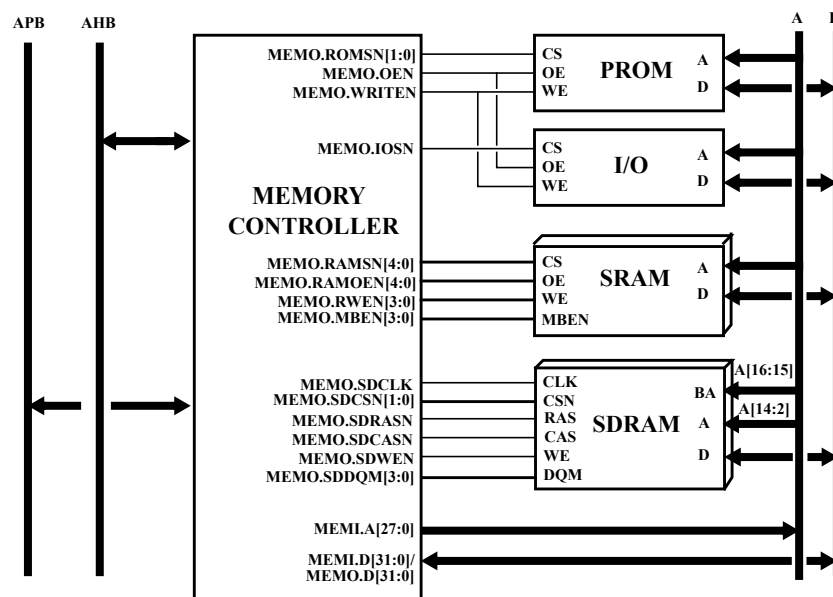 APB
AHB
A
MEMO.ROMSN[1:0]
MEMO.OEN
MEMO.WRITEN
CS
OE
WE
PROM
A
D
MEMO.IOSN
CS
OE
WE
I/O
A
D
MEMORY
CONTROLLER
MEMO.RAMSN[4:0]
MEMO.RAMOEN[4:0]
MEMO.RWEN[3:0]
MEMO.MBEN[3:0]
CS
OE
WE
MBEN
SRAM
A
D
MEMO.SDCLK
MEMO.SDCSN[1:0]
MEMO.SDRASN
MEMO.SDCASN
MEMO.SDWEN
MEMO.SDDQM[3:0]
CLK
CSN
RAS
CAS
WE
DQM
SDRAM
BA
A
D
A[16:15]
A[14:2]
MEMI.A[27:0]
MEMI.D[31:0]/
MEMO.D[31:0]